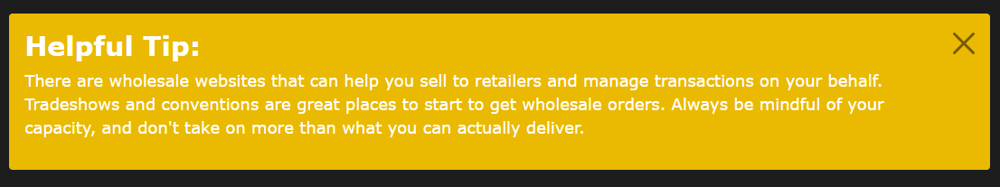 Helpful Tip:
There are wholesale websites that can help you sell to retailers and manage transactions on your behalf.
Tradeshows and conventions are great places to start to get wholesale orders. Always be mindful of your
capacity, and don't take on more than what you can actually deliver.